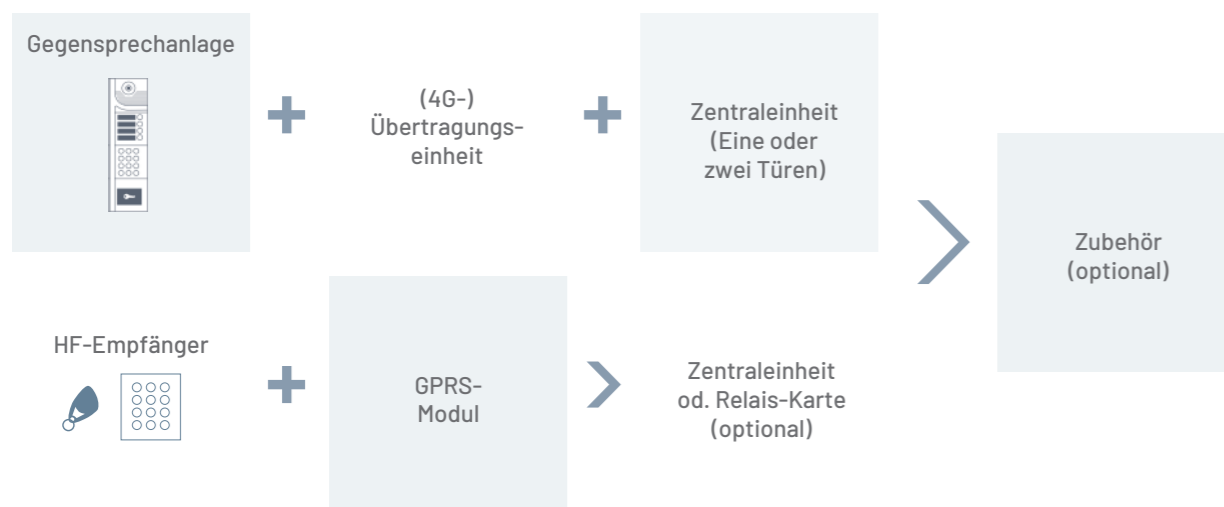 Gegensprechanlage
(4G-)
Übertragungs-
einheit
Zentraleinheit
(Eine oder
zwei Türen)
Zubehör
(optional)
HF-Empfänger
GPRS-
Modul
Zentraleinheit
od. Relais-Karte
(optional)